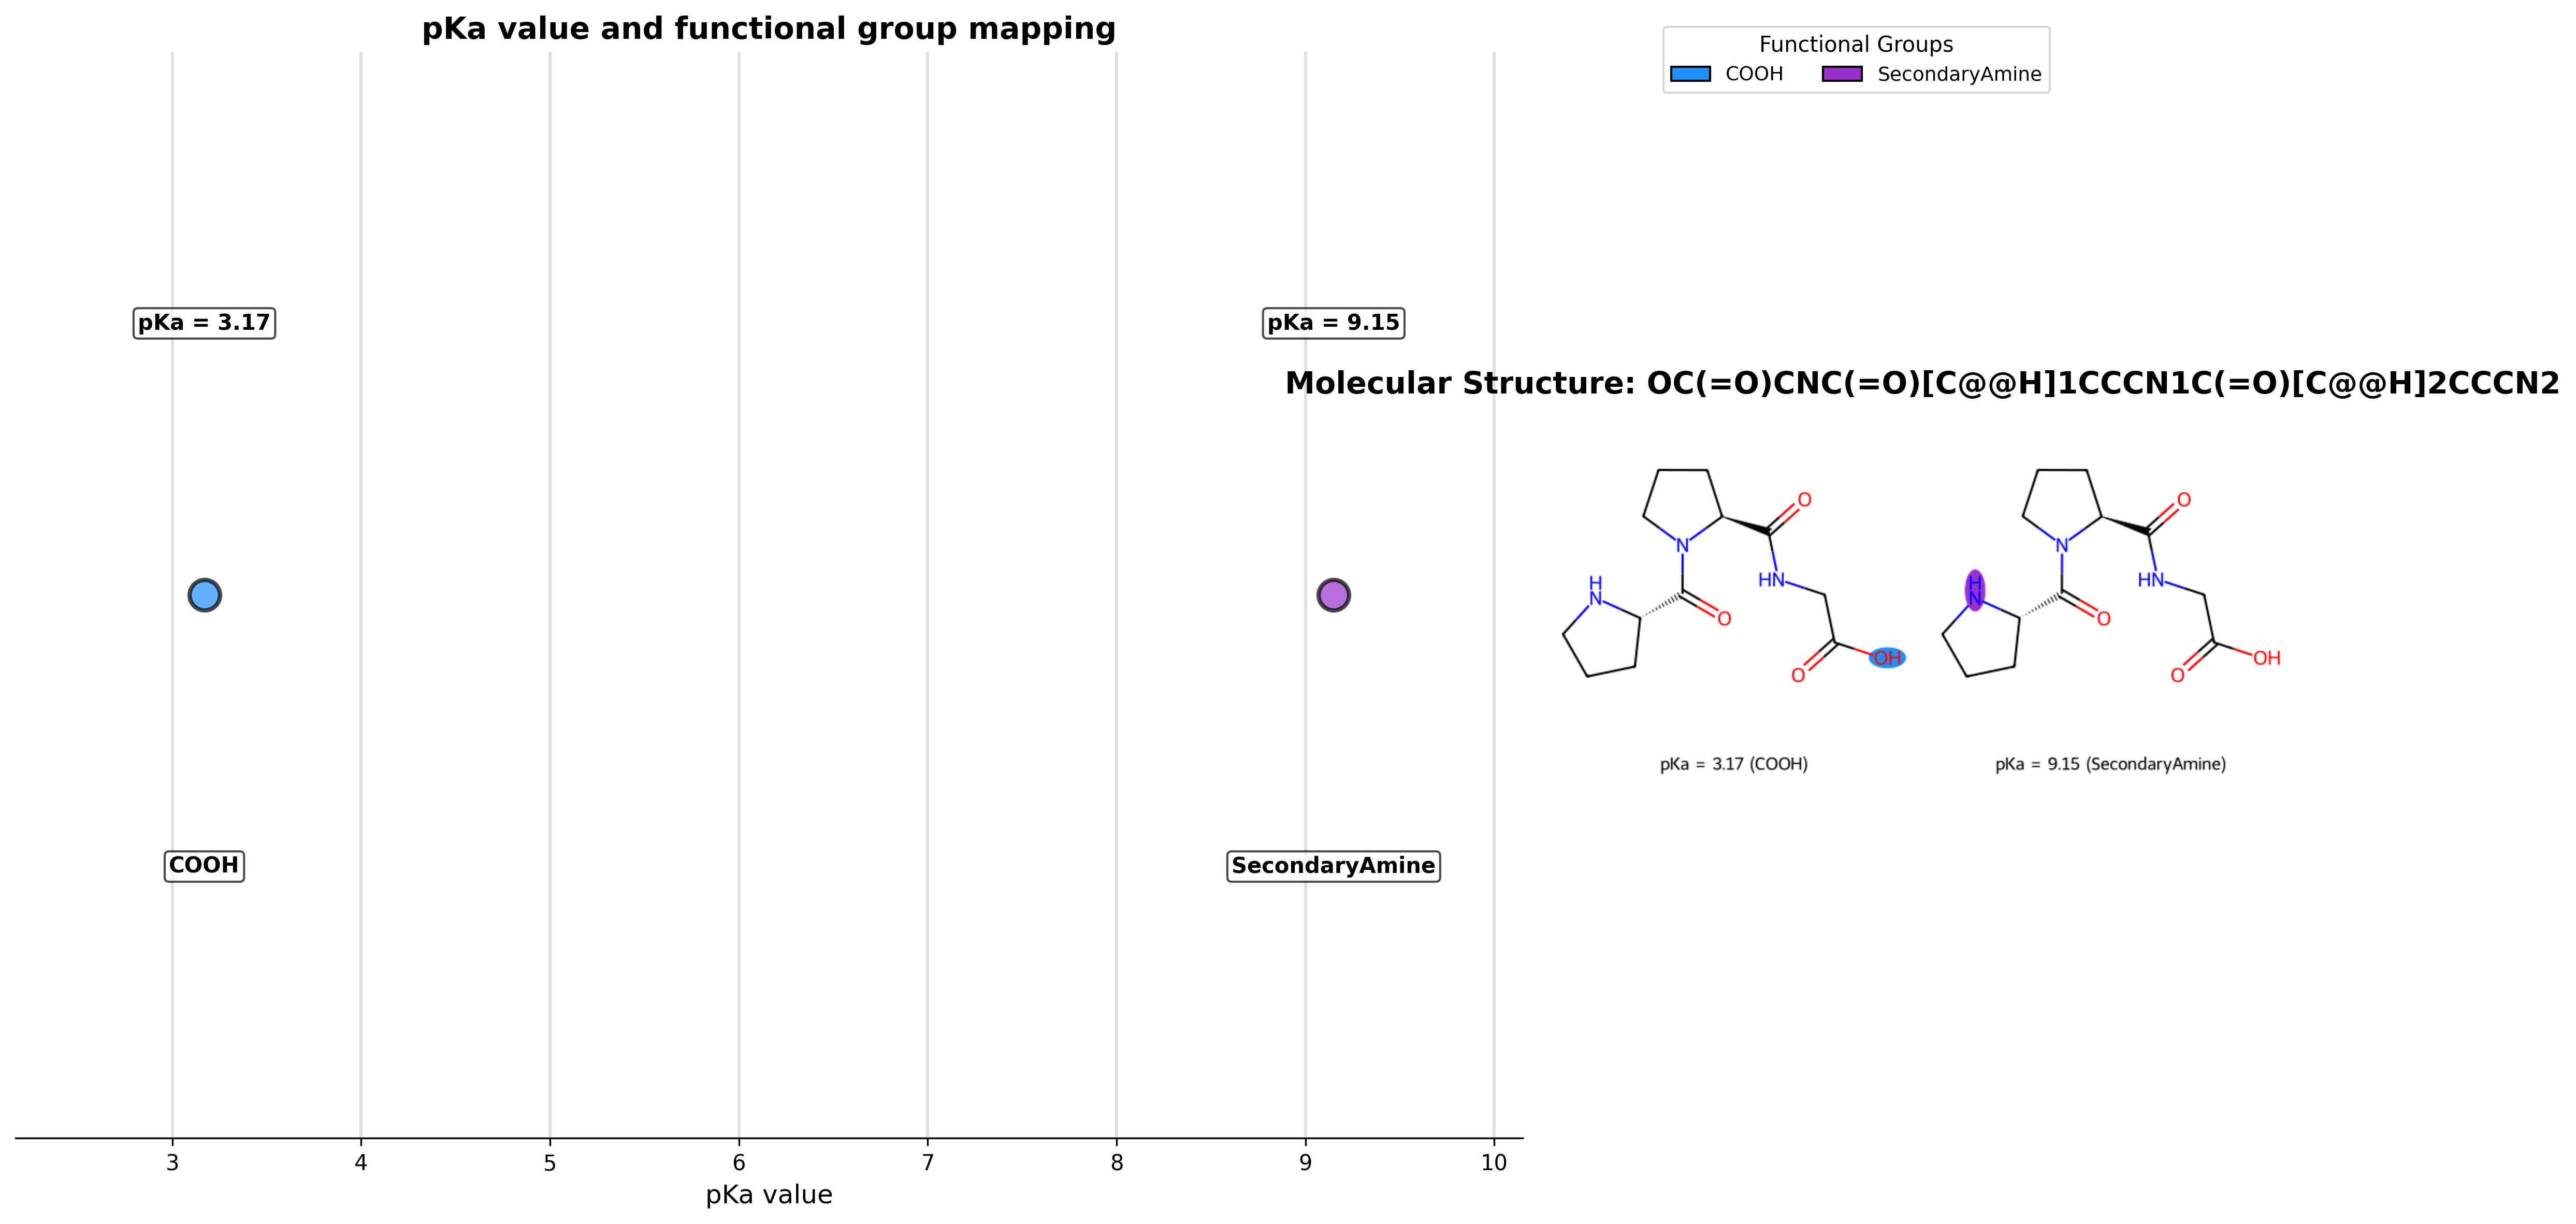 pKa value and functional group mapping
Functional Groups
COOH
SecondaryAmine
pKa = 3.17
pKa = 9.15
Molecular Structure: OC(=O)CNC(=O)[C@@H]1CCCN1C(=O)[C@@H]2CCCN2
O
N
HN
H
N
O
O
OH
O
N
HN
H
N
O
O
OH
pKa = 3.17 (COOH)
pKa = 9.15 (SecondaryAmine)
COOH
SecondaryAmine
3
4
5
6
7
8
9
10
pKa value